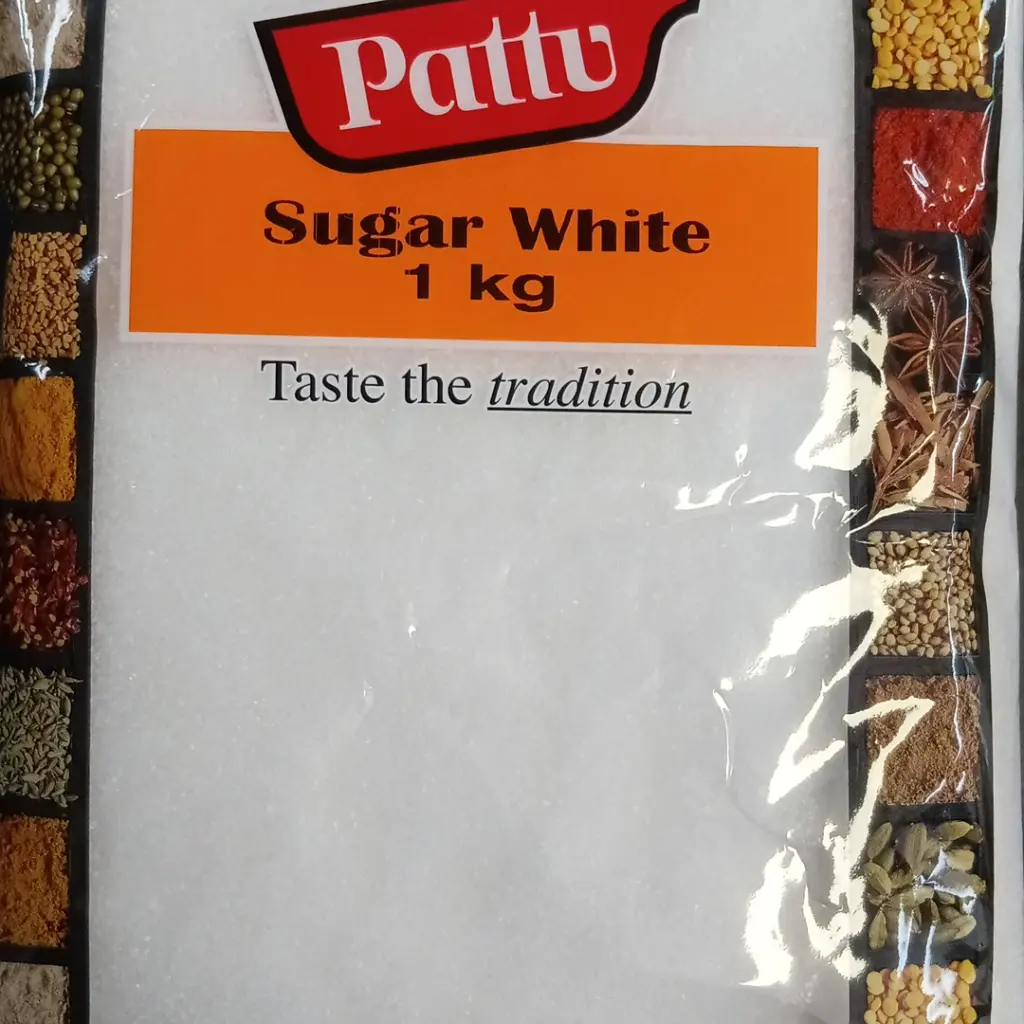 Pattu
Sugar White
1 kg
Taste the tradition